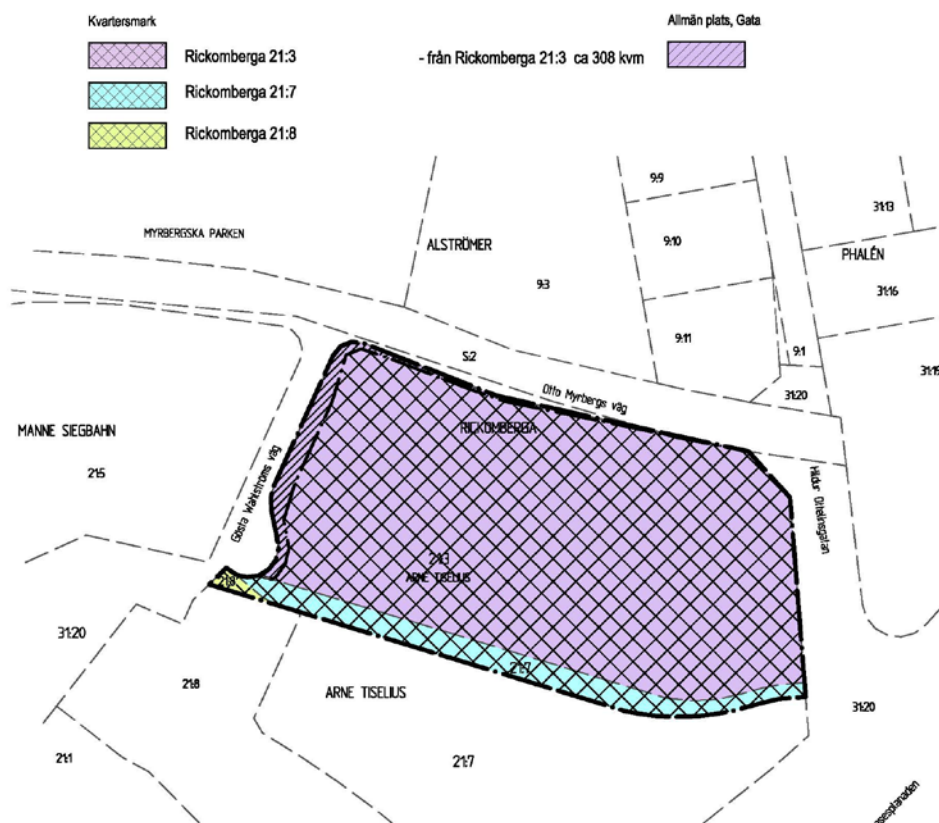 Kvartersmark
Allmän plats, Gata
Rickomberga 21:3
- från Rickomberga 21:3 ca 308 kvm
Rickomberga 21:7
Rickomberga 21:8
9:9
31:13
MYRBERGSKA PARKEN
ALSTRÖMER
9:10
PHALÉN
9:3
31:16
S:2
9:11
9:1
31:19
Otto Myrbergs väg
31:20
RICKOMBERGA
MANNE SIEGBAHN
21:5
Gösta Wahlströms väg
Hildur Ottelinsgatan
21:3
ARNE TISELIUS
21:8
31:20
21:7
21:8
ARNE TISELIUS
31:20
21:1
21:7